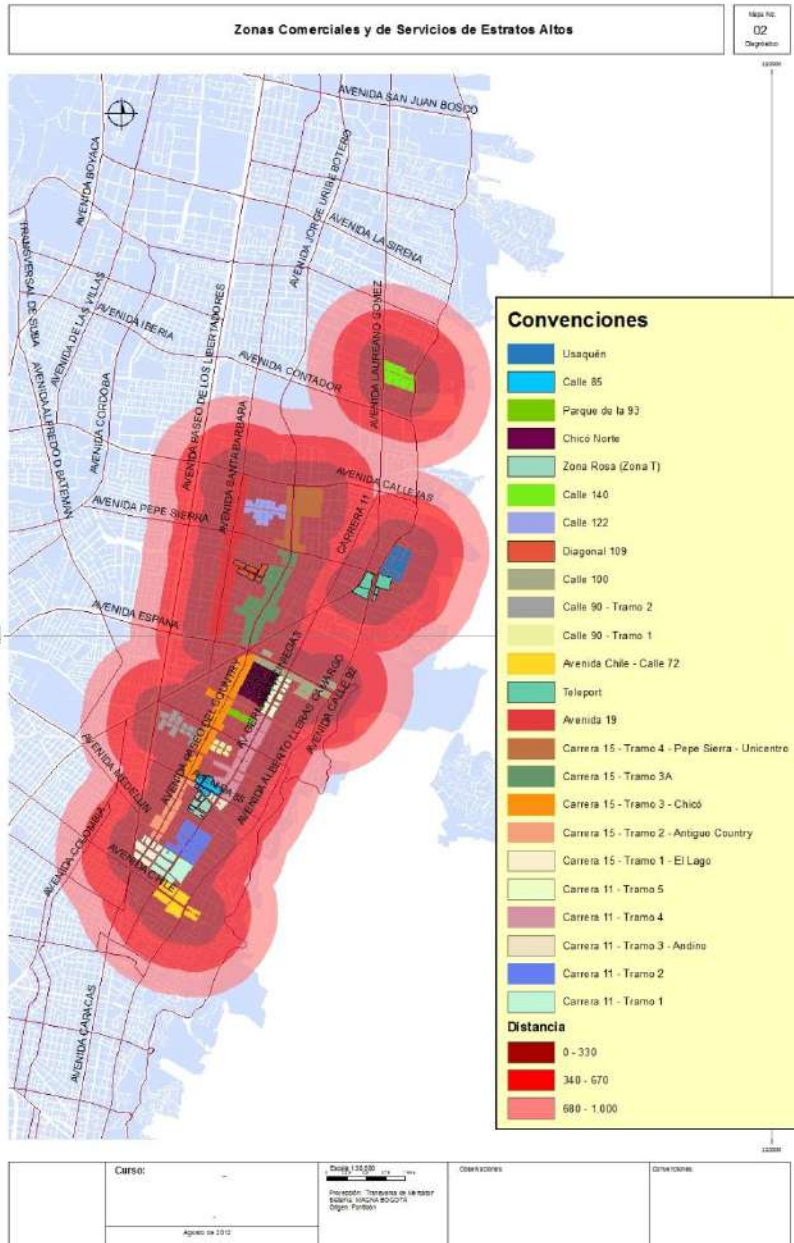 Zonas Comerciales y de Servicios de Estratos Altos
Mapa No.
02
Diagnóstico
AVENIDA SAN JUAN BOSCO
AVENIDA BOYACA
AVENIDA JORGE URIBE BOTERO
AVENIDA LA SIRENA
TRANSVERSAL DE SUBA
AVENIDA DE LAS VILLAS
AVENIDA PASEO DE LOS LIBERTADORES
AVENIDA IBERIA
AVENIDA LAUREANO GOMEZ
AVENIDA CONTADOR
AVENIDA ALFREDO D BATEMAN
AVENIDA CORDOBA
AVENIDA SANTA BARBARA
AVENIDA CALLEJAS
AVENIDA PEPE SIERRA
CARRERA 11
AVENIDA ESPAÑA
AVENIDA PASEO DEL COUNTRY
AVENIDA ALBERTO LLERAS CAMARGO
AVENIDA CALLE 92
AVENIDA MEDELLIN
AVENIDA COLOMBIA
AVENIDA CHILE
AVENIDA CARACAS
Convenciones
Usaquén
Calle 85
Parque de la 93
Chicó Norte
Zona Rosa (Zona T)
Calle 140
Calle 122
Diagonal 109
Calle 100
Calle 90 - Tramo 2
Calle 90 - Tramo 1
Avenida Chile - Calle 72
Teleport
Avenida 19
Carrera 15 - Tramo 4 - Pepe Sierra - Unicentro
Carrera 15 - Tramo 3A
Carrera 15 - Tramo 3 - Chicó
Carrera 15 - Tramo 2 - Antiguo Country
Carrera 15 - Tramo 1 - El Lago
Carrera 11 - Tramo 5
Carrera 11 - Tramo 4
Carrera 11 - Tramo 3 - Andino
Carrera 11 - Tramo 2
Carrera 11 - Tramo 1
Distancia
0 - 330
340 - 670
680 - 1.000
Curso:
Agosto de 2012
Proyección: Transversa de Mercator
Sistema: MAGNA BOGOTÁ
Observaciones
Convenciones